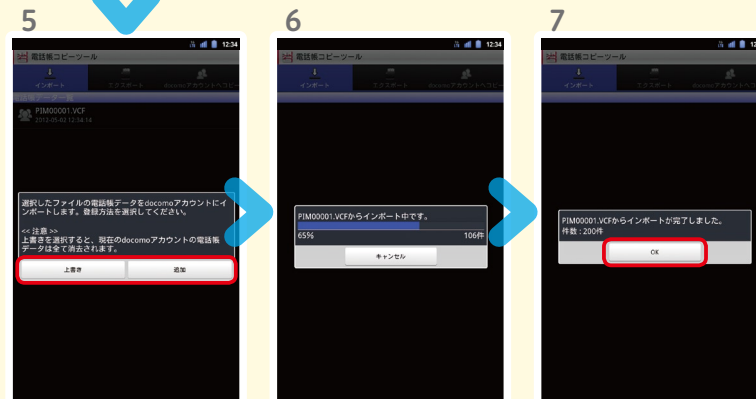 5
12:34
電話帳コピーツール
インポート
エクスポート
docomoアカウントへコピー
電話帳データ一覧
PIM00001.VCF
2012-05-02 12:34:14
選択したファイルの電話帳データをdocomoアカウントにイ
ンポートします。登録方法を選択してください。
<< 注意 >>
上書きを選択すると、現在のdocomoアカウントの電話帳
データは全て消去されます。
上書き
追加
6
12:34
電話帳コピーツール
インポート
エクスポート
docomoアカウントへコピー
PIM00001.VCFからインポート中です。
65%
106件
キャンセル
7
12
電話帳コピーツール
インポート
エクスポート
docomoアカウントへコ
PIM00001.VCFからインポートが完了しました。
件数 : 200件
OK